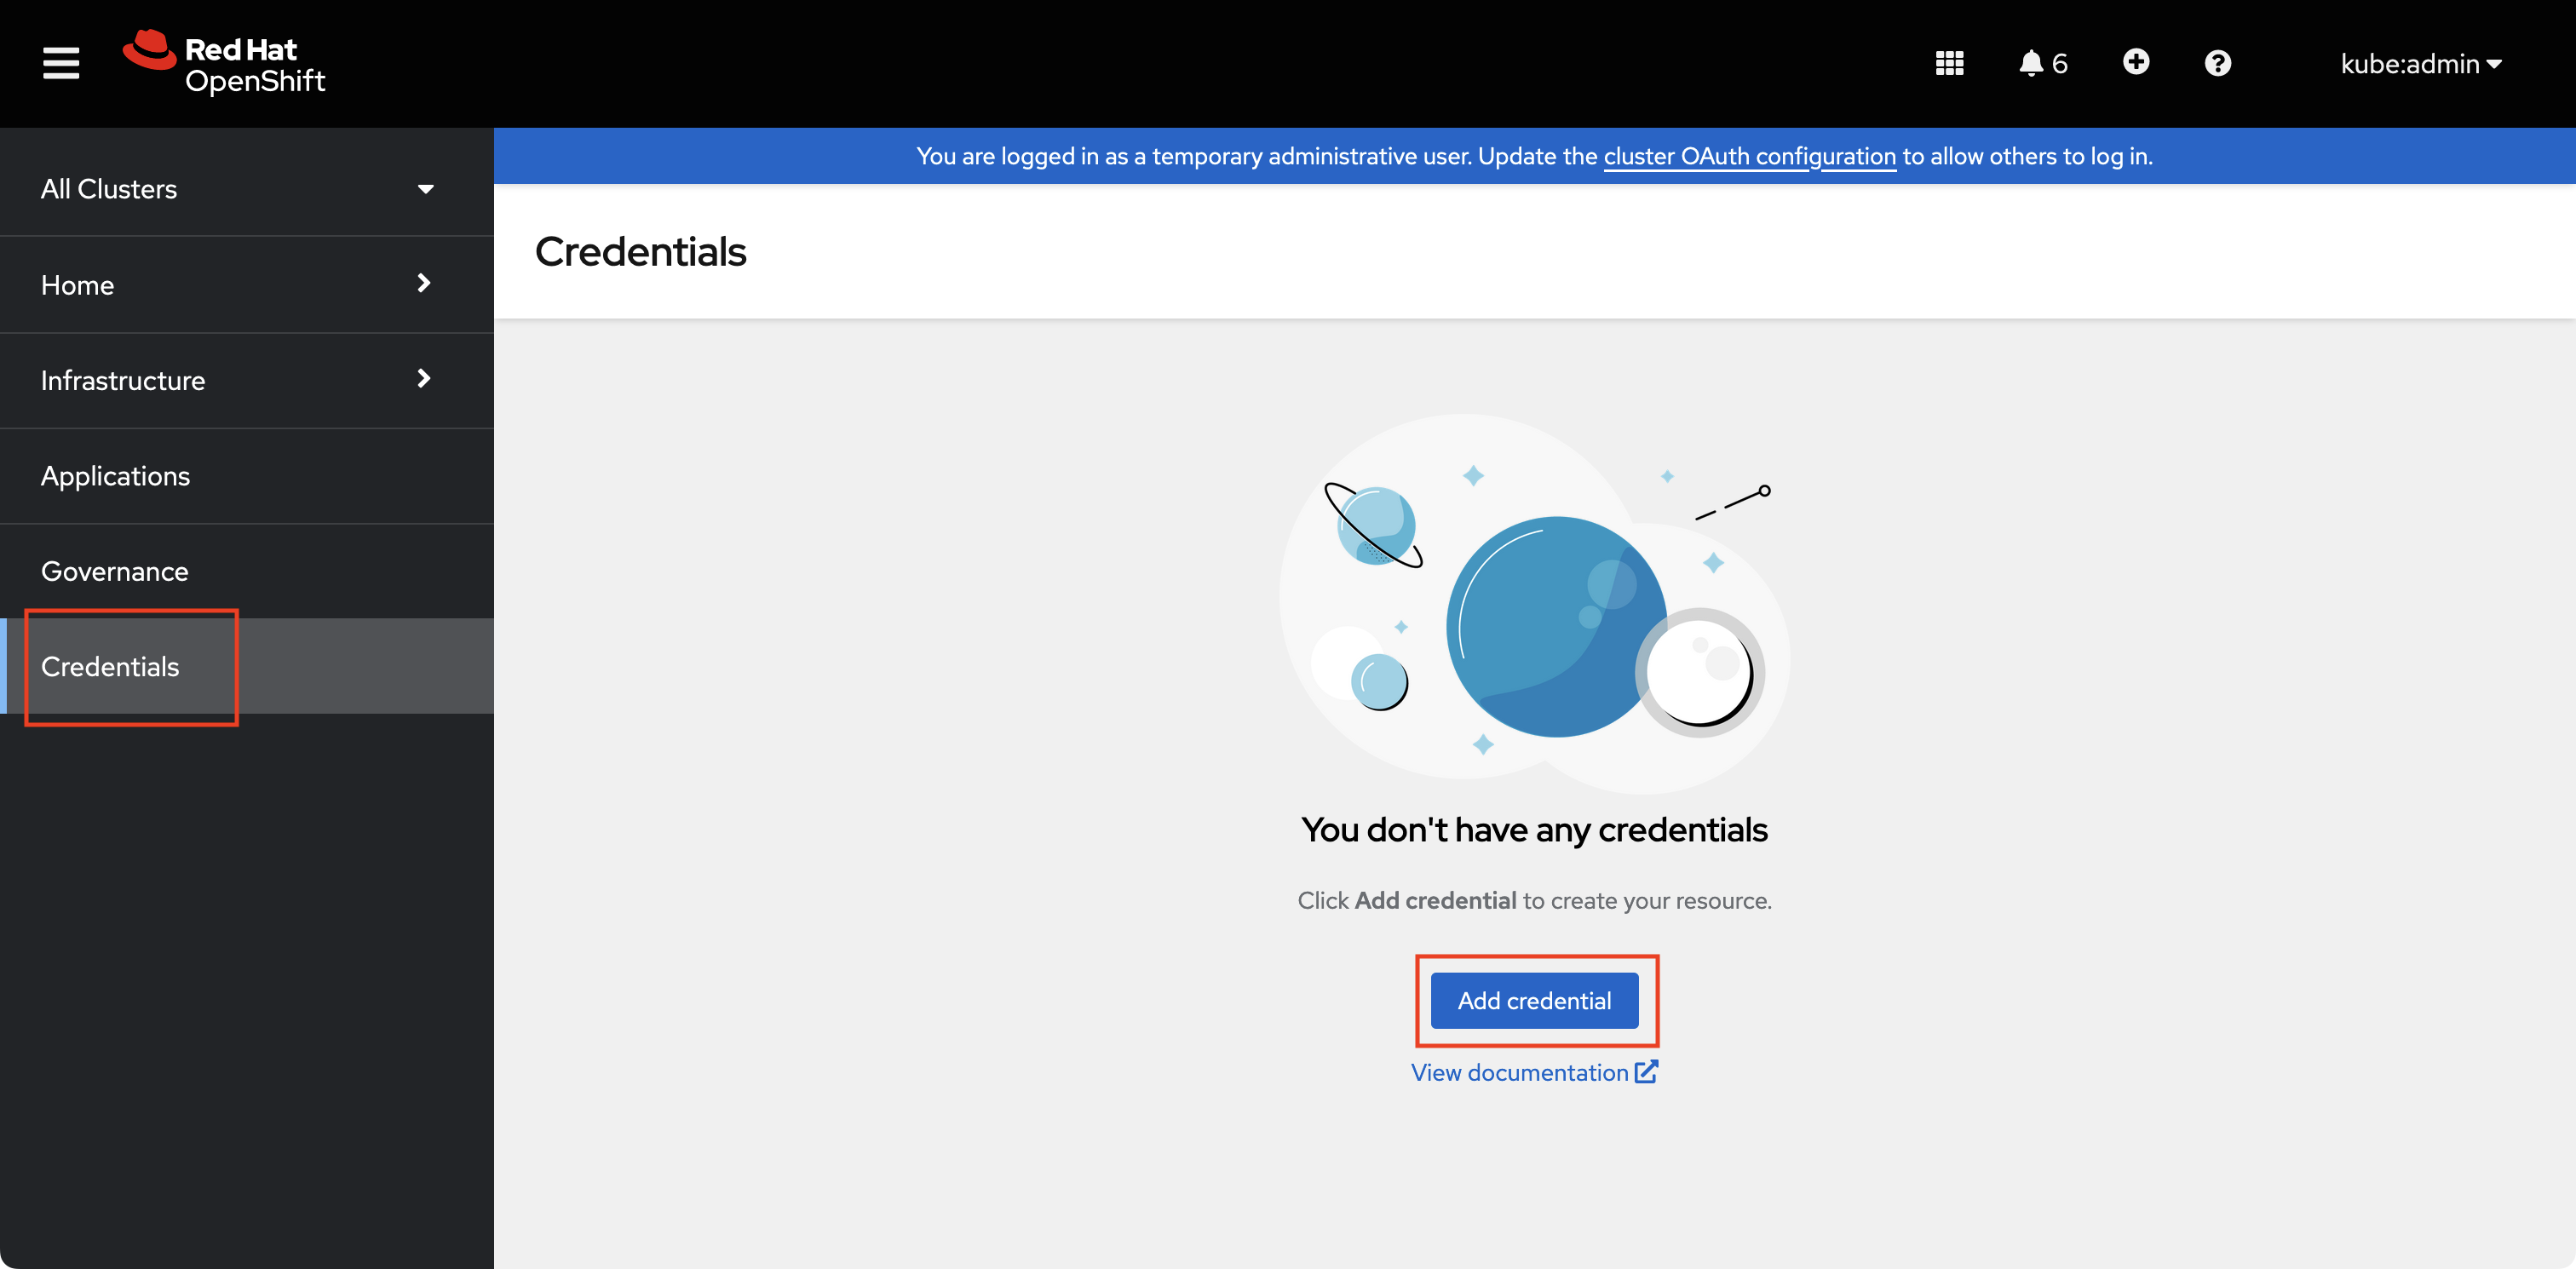 Red Hat
OpenShift
6
kube:admin
You are logged in as a temporary administrative user. Update the cluster OAuth configuration to allow others to log in.
All Clusters
Home
Infrastructure
Applications
Governance
Credentials
Credentials
You don't have any credentials
Click Add credential to create your resource.
Add credential
View documentation